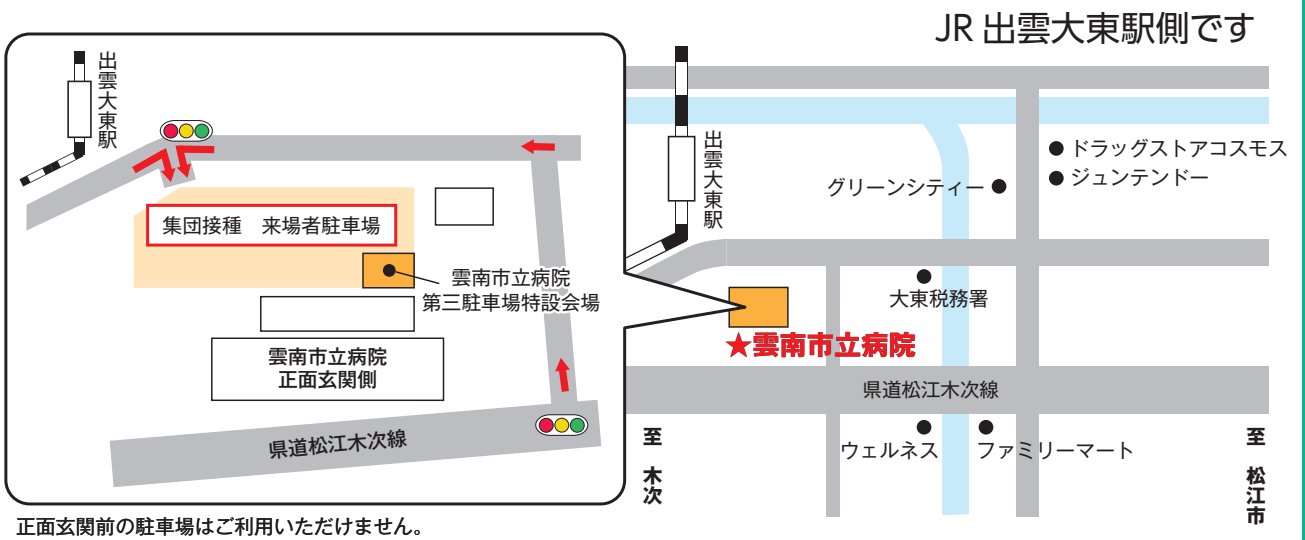 JR 出雲大東駅側です
出雲大東駅
集団接種　来場者駐車場
雲南市立病院
第三駐車場特設会場
雲南市立病院
正面玄関側
県道松江木次線
出雲大東駅
グリーンシティー
ドラッグストアコスモス
ジュンテンドー
大東税務署
★雲南市立病院
県道松江木次線
ウェルネス
ファミリーマート
至　木次
至　松江市
正面玄関前の駐車場はご利用いただけません。